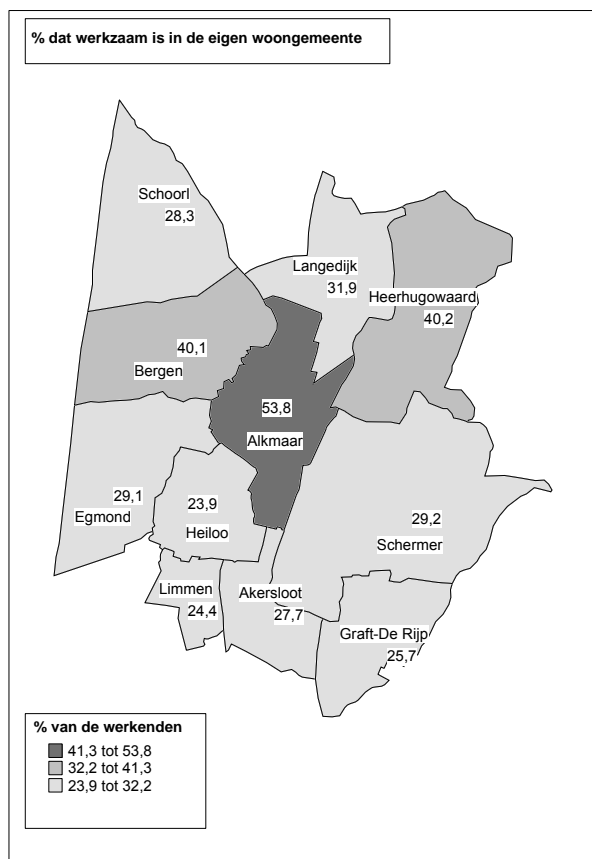 % dat werkzaam is in de eigen woongemeente
Schoorl
28,3
Langedijk
31,9
Heerhugowaard
40,2
40,1
Bergen
53,8
Alkmaar
29,1
Egmond
23,9
Heiloo
29,2
Schermer
Limmen
24,4
Akersloot
27,7
Graft-De Rijp
25,7
% van de werkenden
41,3 tot 53,8
32,2 tot 41,3
23,9 tot 32,2